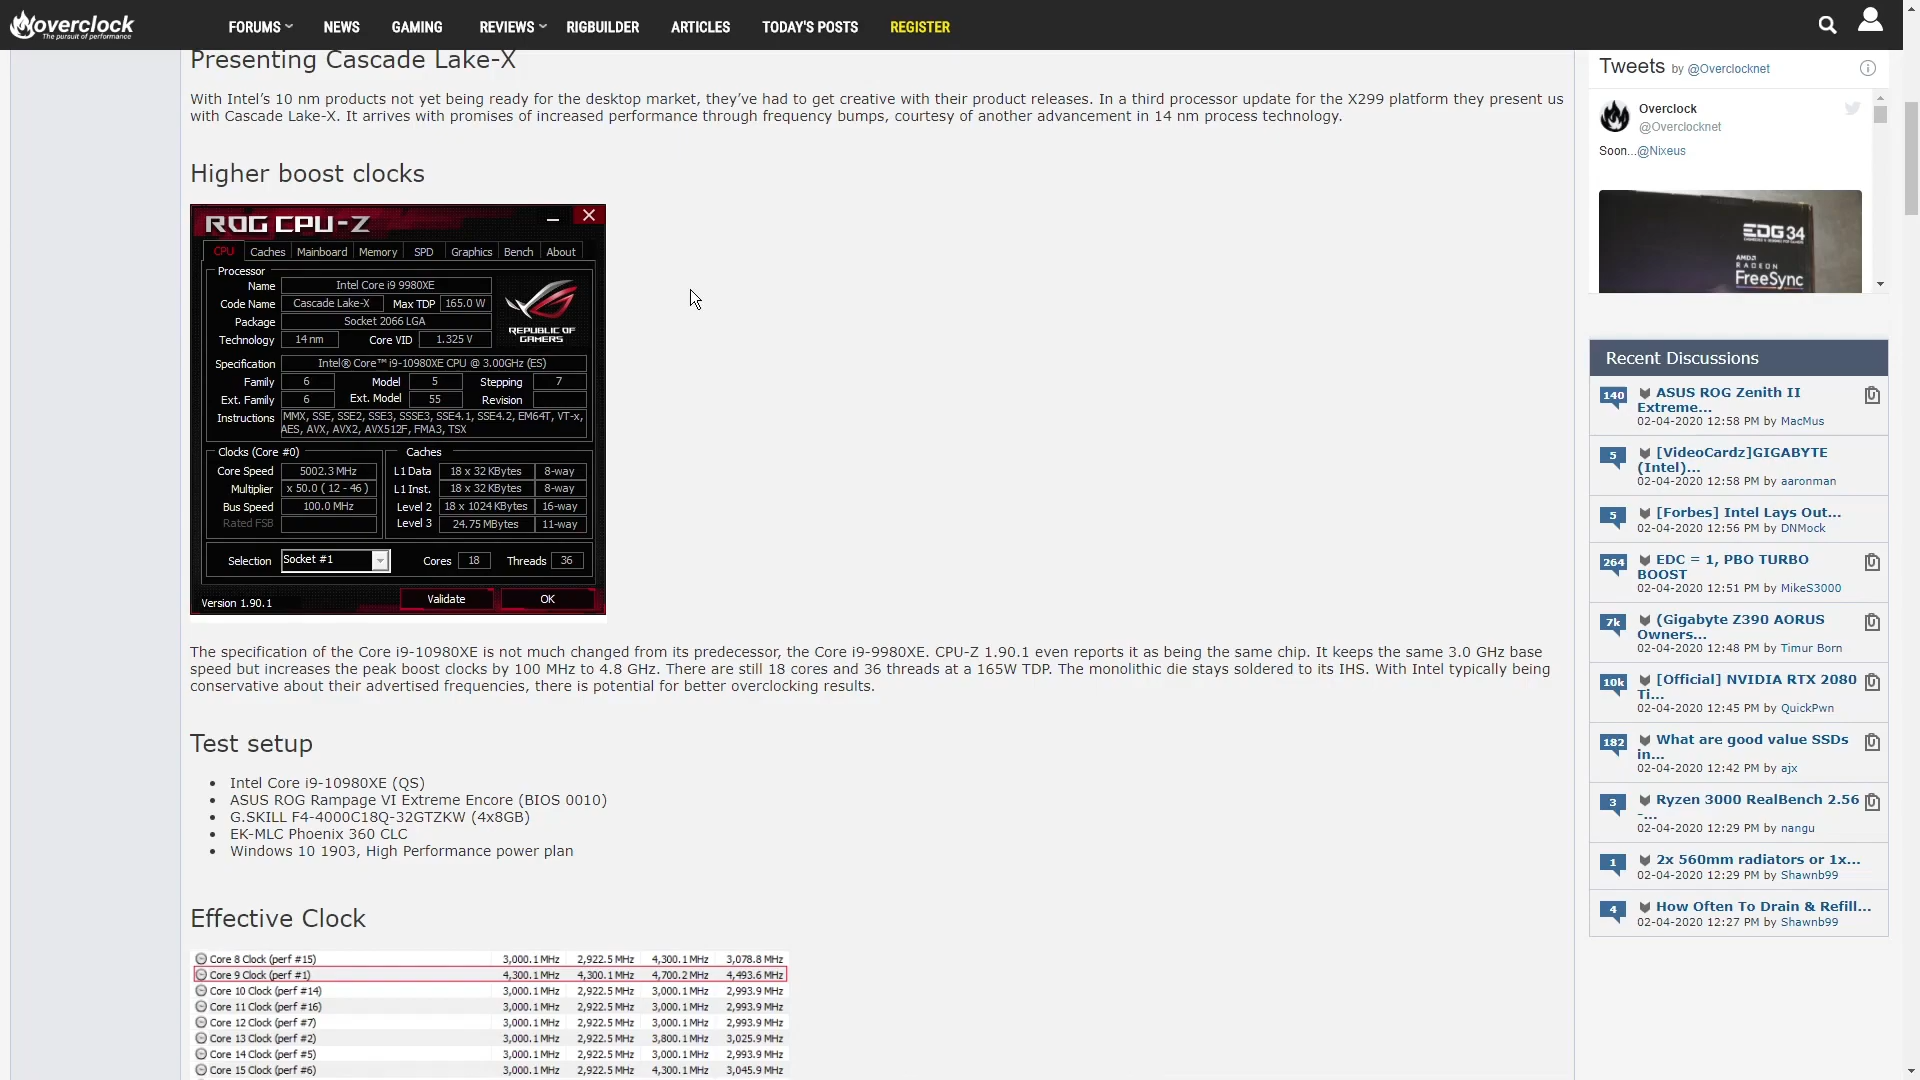 overclock
The pursuit of performance
FORUMS
NEWS
GAMING
REVIEWS
RIGBUILDER
ARTICLES
TODAY'S POSTS
REGISTER
Presenting Cascade Lake-X
With Intel's 10 nm products not yet being ready for the desktop market, they've had to get creative with their product releases. In a third processor update for the X299 platform they present us
with Cascade Lake-X. It arrives with promises of increased performance through frequency bumps, courtesy of another advancement in 14 nm process technology.
Higher boost clocks
ROG CPU-Z
CPU Caches Mainboard Memory SPD Graphics Bench About
Processor
Name Intel Core i9 9980XE
Code Name Cascade Lake-X Max TDP 165.0 W
Package Socket 2066 LGA
Technology 14 nm Core VID 1.325 V
REPUBLIC OF
GAMERS
Specification Intel® Core™ i9-10980XE CPU @ 3.00GHz (ES)
Family 6 Model 5 Stepping 7
Ext. Family 6 Ext. Model 55 Revision
Instructions MMX, SSE, SSE2, SSE3, SSSE3, SSE4.1, SSE4.2, EM64T, VT-x,
AES, AVX, AVX2, AVX512F, FMA3, TSX
Clocks (Core #0) Caches
Core Speed 5002.3 MHz L1 Data 18 x 32 KBytes 8-way
Multiplier x 50.0 ( 12 - 46 ) L1 Inst. 18 x 32 KBytes 8-way
Bus Speed 100.0 MHz Level 2 18 x 1024 KBytes 16-way
Rated FSB Level 3 24.75 MBytes 11-way
Selection Socket #1 Cores 18 Threads 36
Version 1.90.1 Validate OK
The specification of the Core i9-10980XE is not much changed from its predecessor, the Core i9-9980XE. CPU-Z 1.90.1 even reports it as being the same chip. It keeps the same 3.0 GHz base
speed but increases the peak boost clocks by 100 MHz to 4.8 GHz. There are still 18 cores and 36 threads at a 165W TDP. The monolithic die stays soldered to its IHS. With Intel typically being
conservative about their advertised frequencies, there is potential for better overclocking results.
Test setup
• Intel Core i9-10980XE (QS)
• ASUS ROG Rampage VI Extreme Encore (BIOS 0010)
• G.SKILL F4-4000C18Q-32GTZKW (4x8GB)
• EK-MLC Phoenix 360 CLC
• Windows 10 1903, High Performance power plan
Effective Clock
Core 8 Clock (perf #15) 3,000.1 MHz 2,922.5 MHz 4,300.1 MHz 3,078.8 MHz
Core 9 Clock (perf #1) 4,300.1 MHz 4,300.1 MHz 4,700.2 MHz 4,493.6 MHz
Core 10 Clock (perf #14) 3,000.1 MHz 2,922.5 MHz 3,000.1 MHz 2,993.9 MHz
Core 11 Clock (perf #16) 3,000.1 MHz 2,922.5 MHz 3,000.1 MHz 2,993.9 MHz
Core 12 Clock (perf #7) 3,000.1 MHz 2,922.5 MHz 3,000.1 MHz 2,993.9 MHz
Core 13 Clock (perf #2) 3,000.1 MHz 2,922.5 MHz 3,800.1 MHz 3,025.9 MHz
Core 14 Clock (perf #5) 3,000.1 MHz 2,922.5 MHz 3,000.1 MHz 2,993.9 MHz
Core 15 Clock (perf #6) 3,000.1 MHz 2,922.5 MHz 4,300.1 MHz 3,045.9 MHz
Tweets by @Overclocknet
Overclock
@Overclocknet
Soon...@Nixeus
EDG 34
AMD
RADEON
FreeSync
Recent Discussions
140 ASUS ROG Zenith II
Extreme...
02-04-2020 12:58 PM by MacMus
5 [VideoCardz]GIGABYTE
(Intel)...
02-04-2020 12:58 PM by aaronman
5 [Forbes] Intel Lays Out...
02-04-2020 12:56 PM by DNMock
264 EDC = 1, PBO TURBO
BOOST
02-04-2020 12:51 PM by MikeS3000
7k (Gigabyte Z390 AORUS
Owners...
02-04-2020 12:48 PM by Timur Born
10k [Official] NVIDIA RTX 2080
Ti...
02-04-2020 12:45 PM by QuickPwn
182 What are good value SSDs
in...
02-04-2020 12:42 PM by ajx
3 Ryzen 3000 RealBench 2.56
-...
02-04-2020 12:29 PM by nangu
1 2x 560mm radiators or 1x...
02-04-2020 12:29 PM by Shawnb99
4 How Often To Drain & Refill...
02-04-2020 12:27 PM by Shawnb99